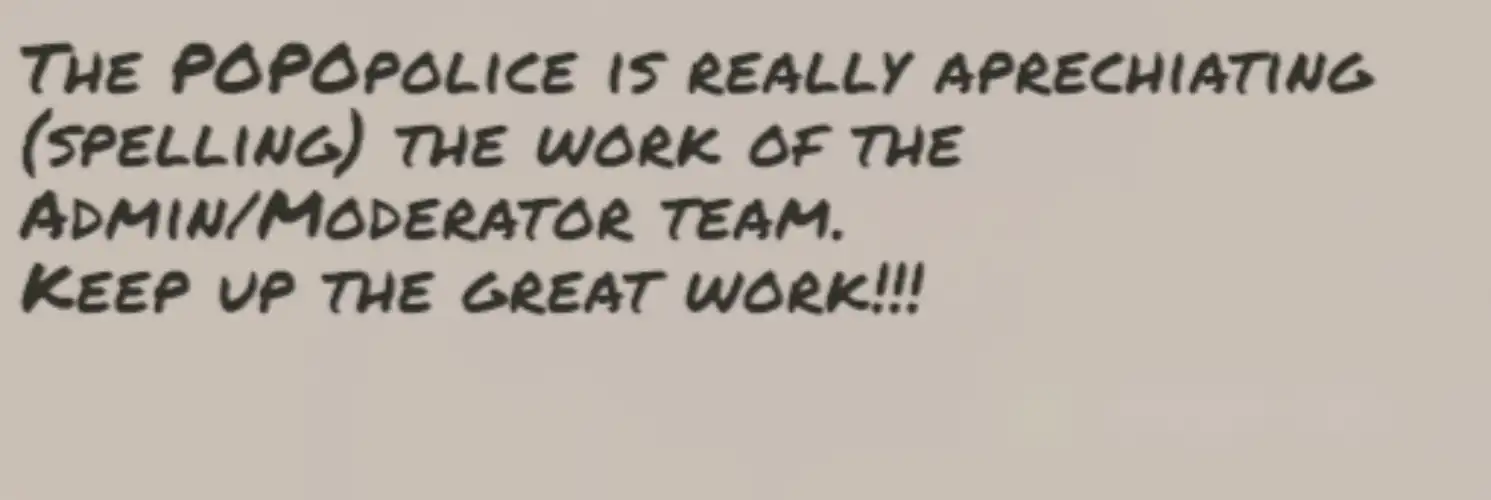 The POPOpolice is really aprechiating
(spelling) the work of the
Admin/Moderator team.
Keep up the great work!!!